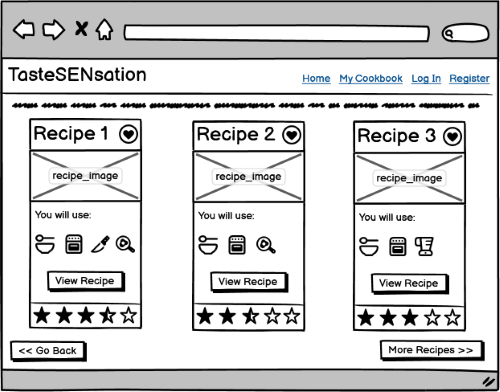 TasteSENsation
Home My Cookbook Log In Register
Recipe 1
recipe_image
You will use:
View Recipe
Recipe 2
recipe_image
You will use:
View Recipe
Recipe 3
recipe_image
You will use:
View Recipe
<< Go Back
More Recipes >>